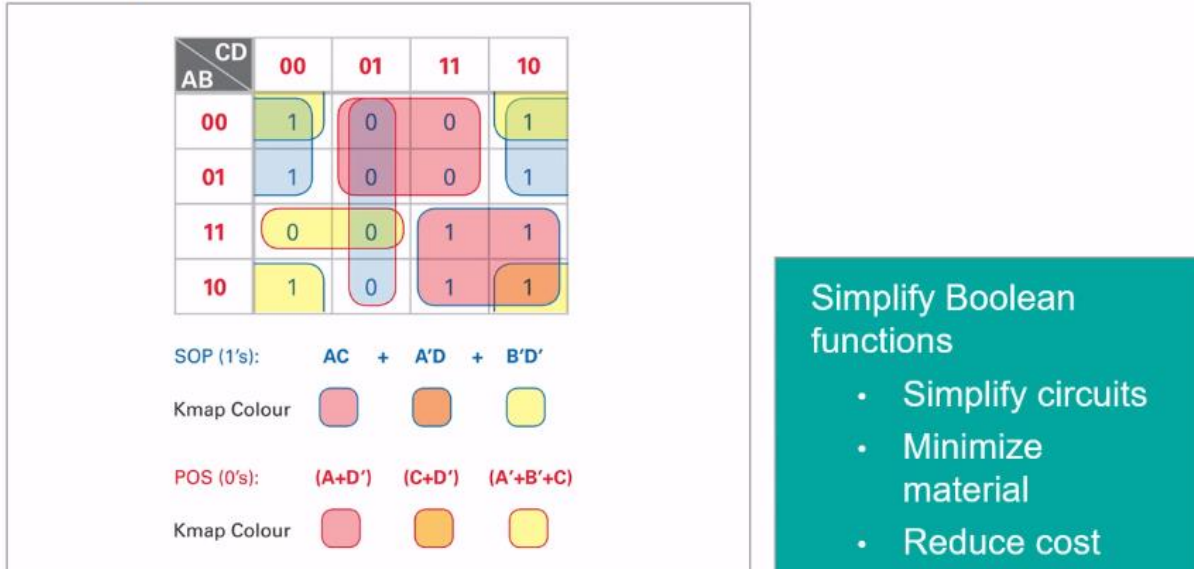 CD
AB
00 01 11 10
00 1 0 0 1
01 1 0 0 1
11 0 0 1 1
10 1 0 1 1
SOP (1's): AC + A'D + B'D'
Kmap Colour
POS (0's): (A+D') (C+D') (A'+B'+C)
Kmap Colour
Simplify Boolean
functions
• Simplify circuits
• Minimize
material
• Reduce cost